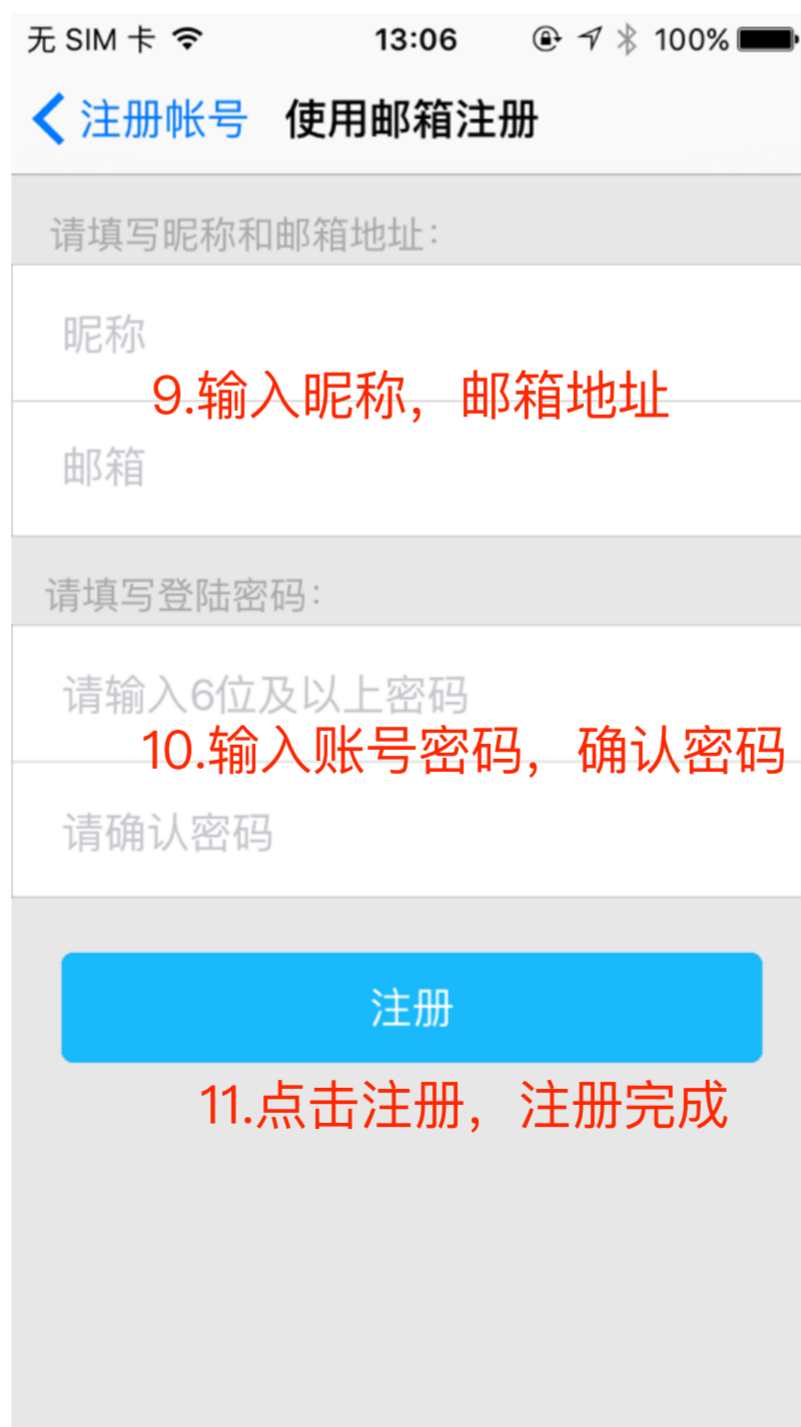 无 SIM 卡 13:06 100%
注册帐号 使用邮箱注册
请填写昵称和邮箱地址：
昵称
9.输入昵称，邮箱地址
邮箱
请填写登陆密码：
请输入6位及以上密码
10.输入账号密码，确认密码
请确认密码
注册
11.点击注册，注册完成